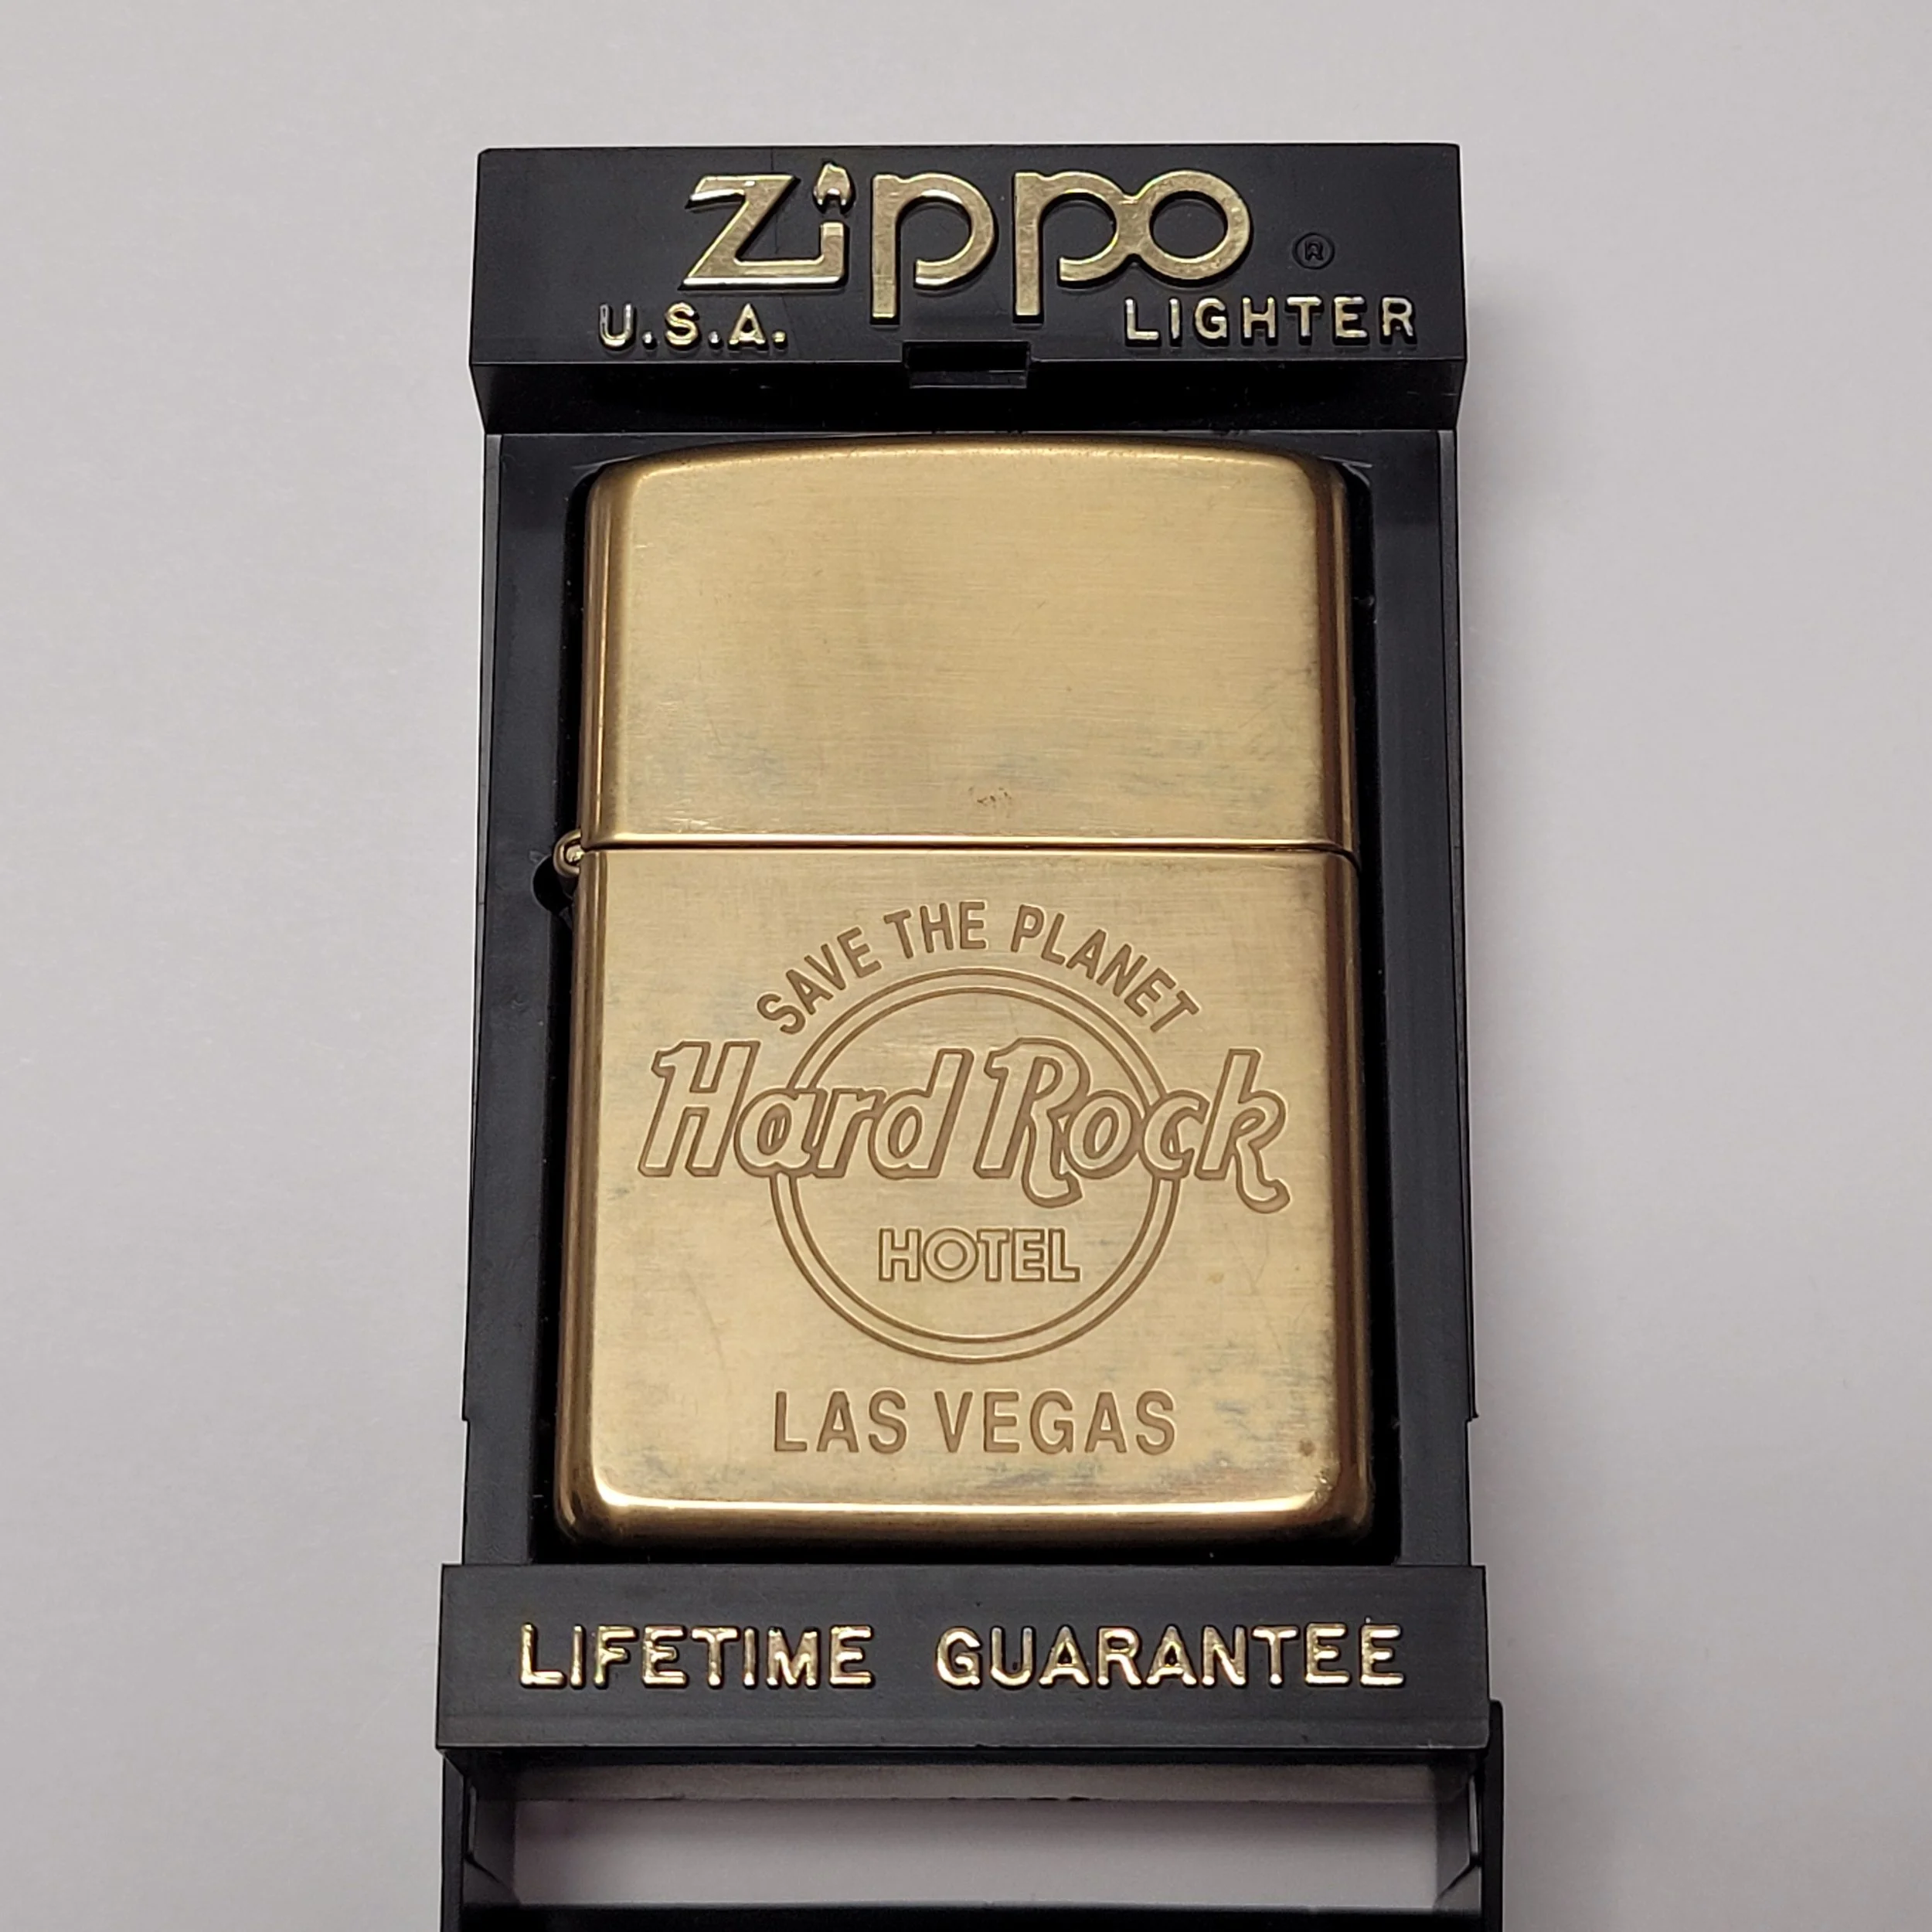 Zippo ®
U.S.A. LIGHTER
SAVE THE PLANET
Hard Rock
HOTEL
LAS VEGAS
LIFETIME GUARANTEE